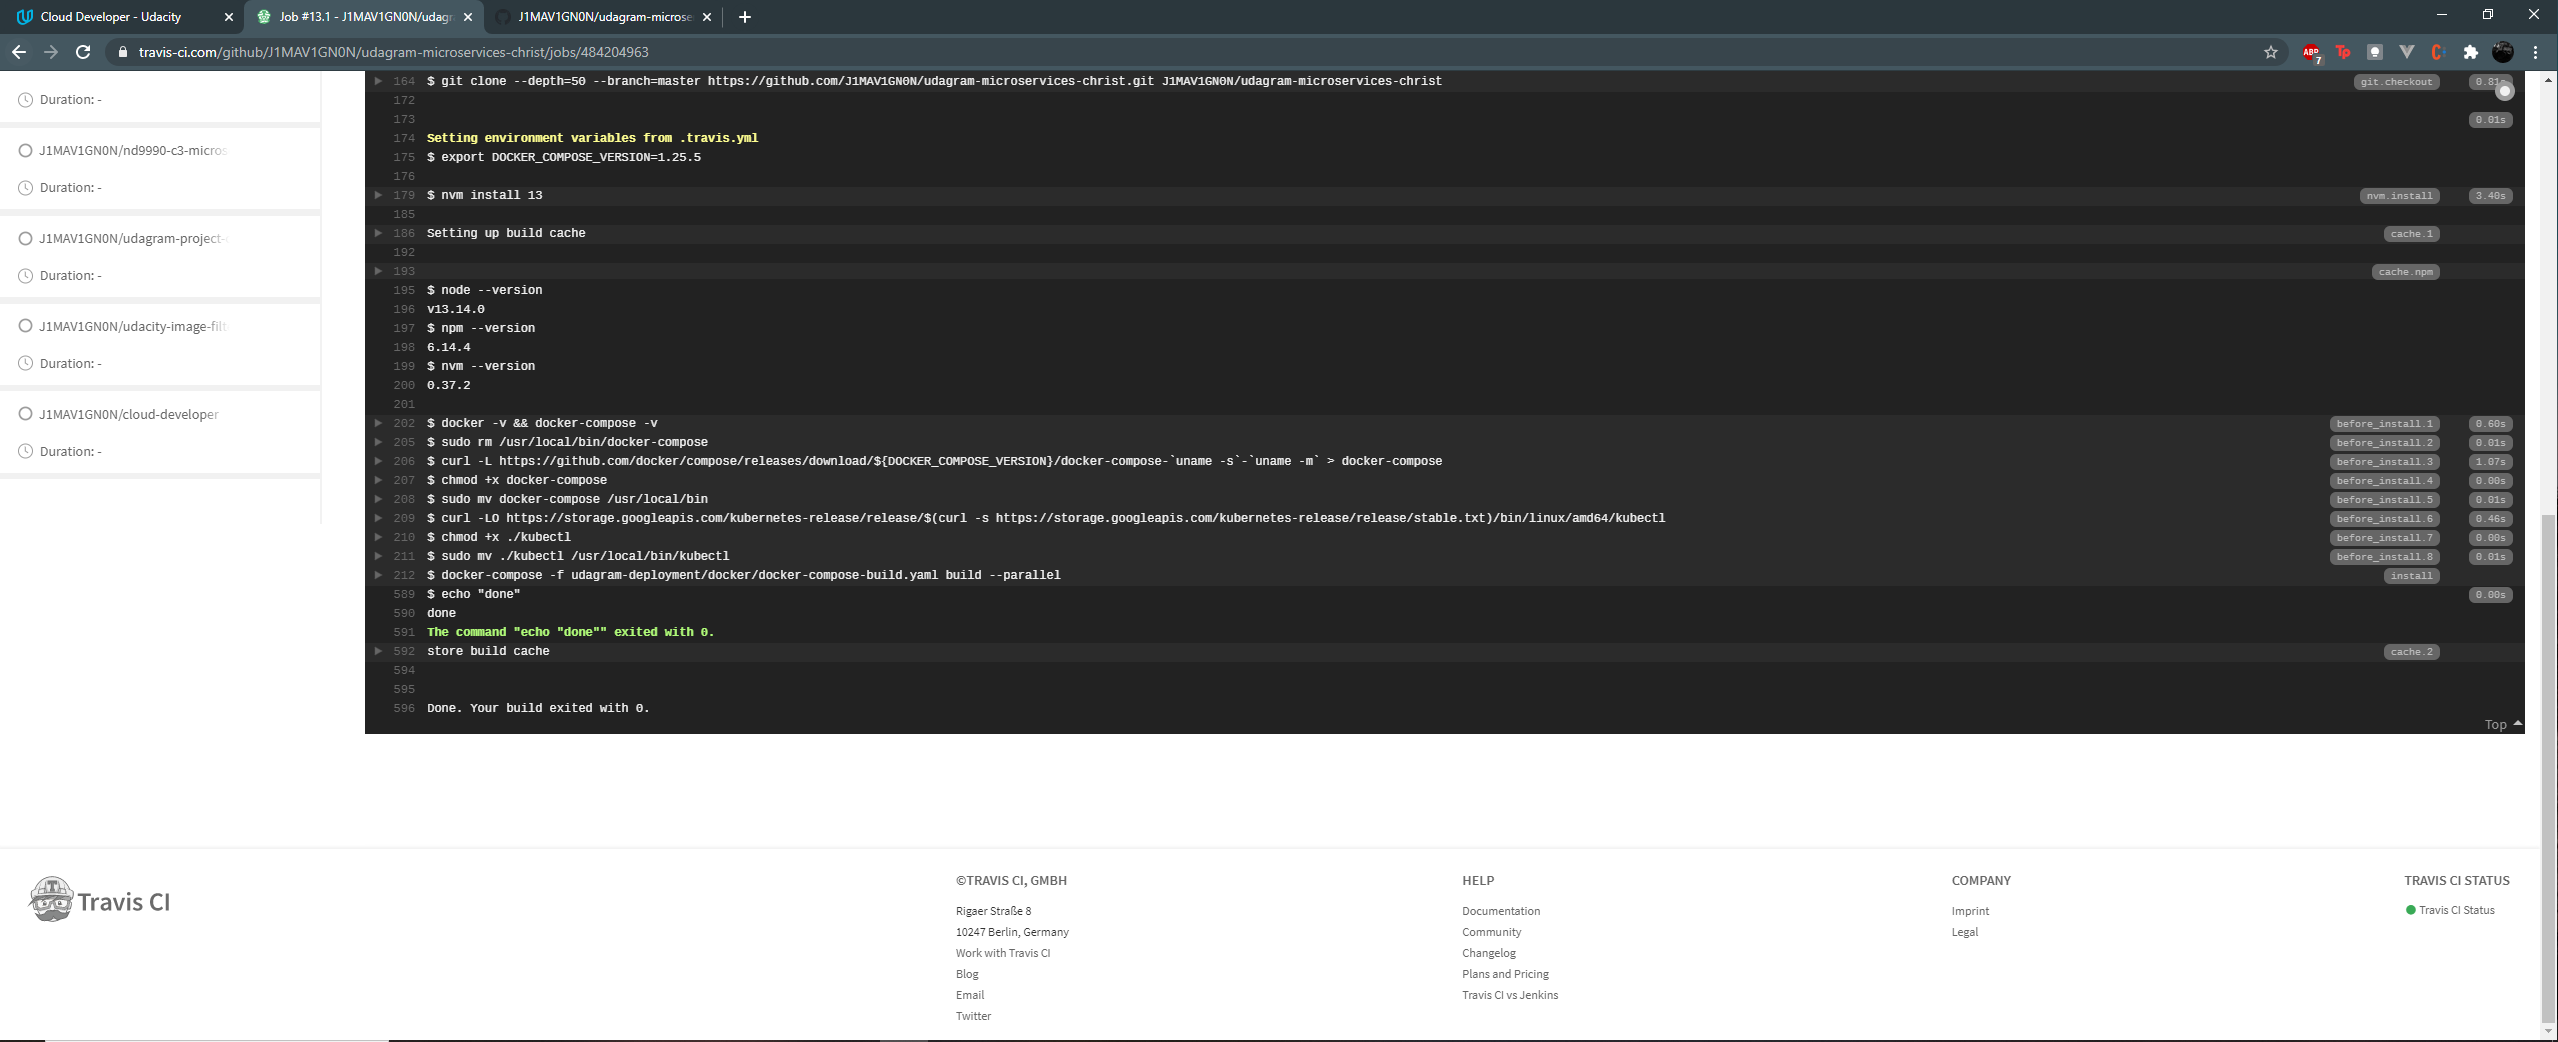 Cloud Developer - Udacity
Job #13.1 - J1MAV1GN0N/udagr
J1MAV1GN0N/udagram-microse
travis-ci.com/github/J1MAV1GN0N/udagram-microservices-christ/jobs/484204963
ABP
7
Tp
Duration: -
J1MAV1GN0N/nd9990-c3-micros
Duration: -
J1MAV1GN0N/udagram-project-
Duration: -
J1MAV1GN0N/udacity-image-filt
Duration: -
J1MAV1GN0N/cloud-developer
Duration: -
164 $ git clone --depth=50 --branch=master https://github.com/J1MAV1GN0N/udagram-microservices-christ.git J1MAV1GN0N/udagram-microservices-christ git.checkout 0.81s
172
173 0.01s
174 Setting environment variables from .travis.yml
175 $ export DOCKER_COMPOSE_VERSION=1.25.5
176
179 $ nvm install 13 nvm.install 3.40s
185
186 Setting up build cache cache.1
192
193 cache.npm
195 $ node --version
196 v13.14.0
197 $ npm --version
198 6.14.4
199 $ nvm --version
200 0.37.2
201
202 $ docker -v && docker-compose -v before_install.1 0.60s
205 $ sudo rm /usr/local/bin/docker-compose before_install.2 0.01s
206 $ curl -L https://github.com/docker/compose/releases/download/${DOCKER_COMPOSE_VERSION}/docker-compose-`uname -s`-`uname -m` > docker-compose before_install.3 1.07s
207 $ chmod +x docker-compose before_install.4 0.00s
208 $ sudo mv docker-compose /usr/local/bin before_install.5 0.01s
209 $ curl -LO https://storage.googleapis.com/kubernetes-release/release/$(curl -s https://storage.googleapis.com/kubernetes-release/release/stable.txt)/bin/linux/amd64/kubectl before_install.6 0.46s
210 $ chmod +x ./kubectl before_install.7 0.00s
211 $ sudo mv ./kubectl /usr/local/bin/kubectl before_install.8 0.01s
212 $ docker-compose -f udagram-deployment/docker/docker-compose-build.yaml build --parallel install
589 $ echo "done" 0.00s
590 done
591 The command "echo "done"" exited with 0.
592 store build cache cache.2
594
595
596 Done. Your build exited with 0.
Top
Travis CI
©TRAVIS CI, GMBH
Rigaer Straße 8
10247 Berlin, Germany
Work with Travis CI
Blog
Email
Twitter
HELP
Documentation
Community
Changelog
Plans and Pricing
Travis CI vs Jenkins
COMPANY
Imprint
Legal
TRAVIS CI STATUS
Travis CI Status